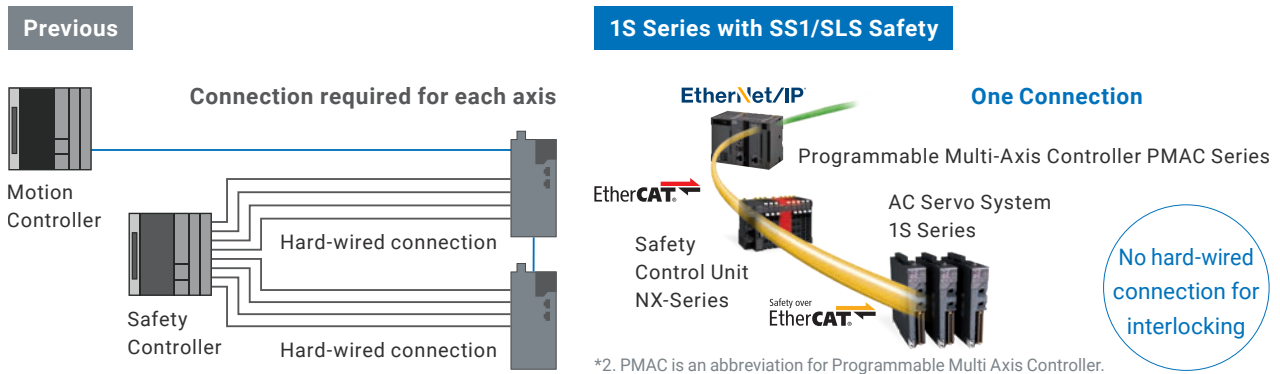 Previous
Connection required for each axis
Motion
Controller
Hard-wired connection
Safety
Controller
Hard-wired connection
1S Series with SS1/SLS Safety
EtherNet/IP
One Connection
Programmable Multi-Axis Controller PMAC Series
EtherCAT®
AC Servo System
1S Series
Safety
Control Unit
NX-Series
Safety over
EtherCAT®
No hard-wired
connection for
interlocking
*2. PMAC is an abbreviation for Programmable Multi Axis Controller.